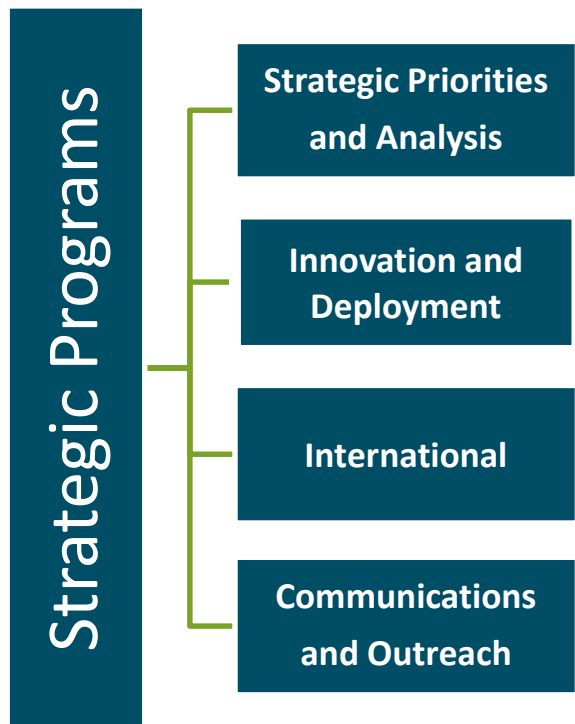 Strategic Programs
Strategic Priorities
and Analysis
Innovation and
Deployment
International
Communications
and Outreach